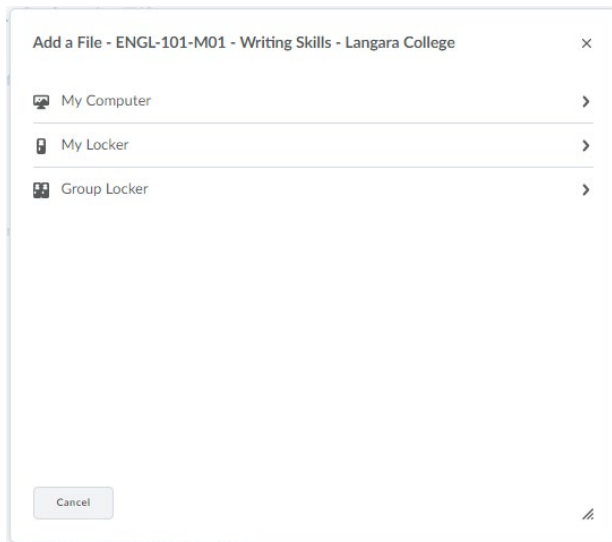 Add a File - ENGL-101-M01 - Writing Skills - Langara College
My Computer
My Locker
Group Locker
Cancel